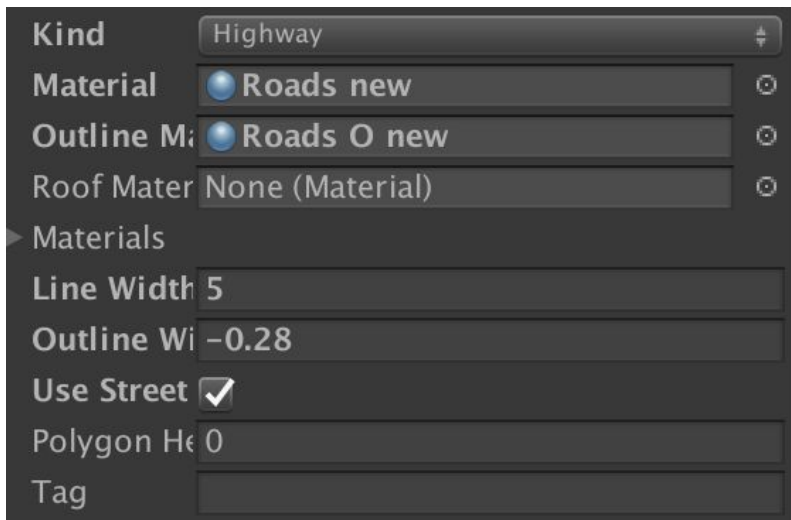 Kind Highway
Material Roads new
Outline Ma Roads O new
Roof Mater None (Material)
Materials
Line Width 5
Outline Wi -0.28
Use Street
Polygon He 0
Tag